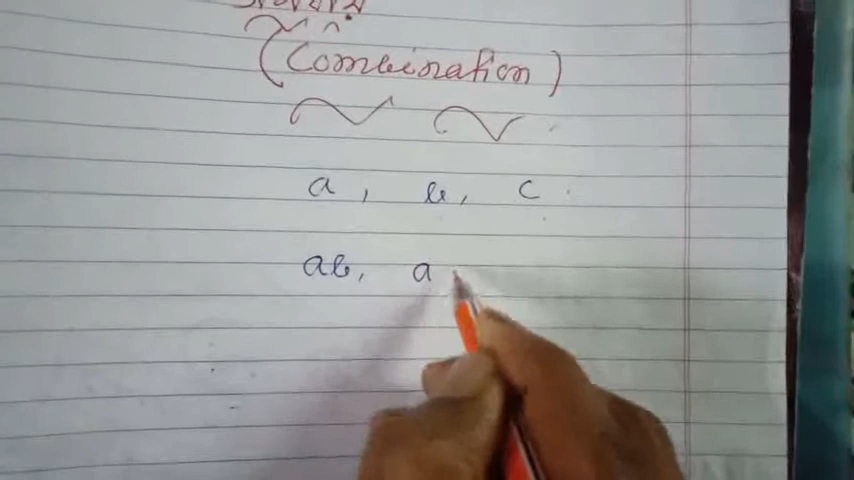 (Combination)
a, b, c
ab, a